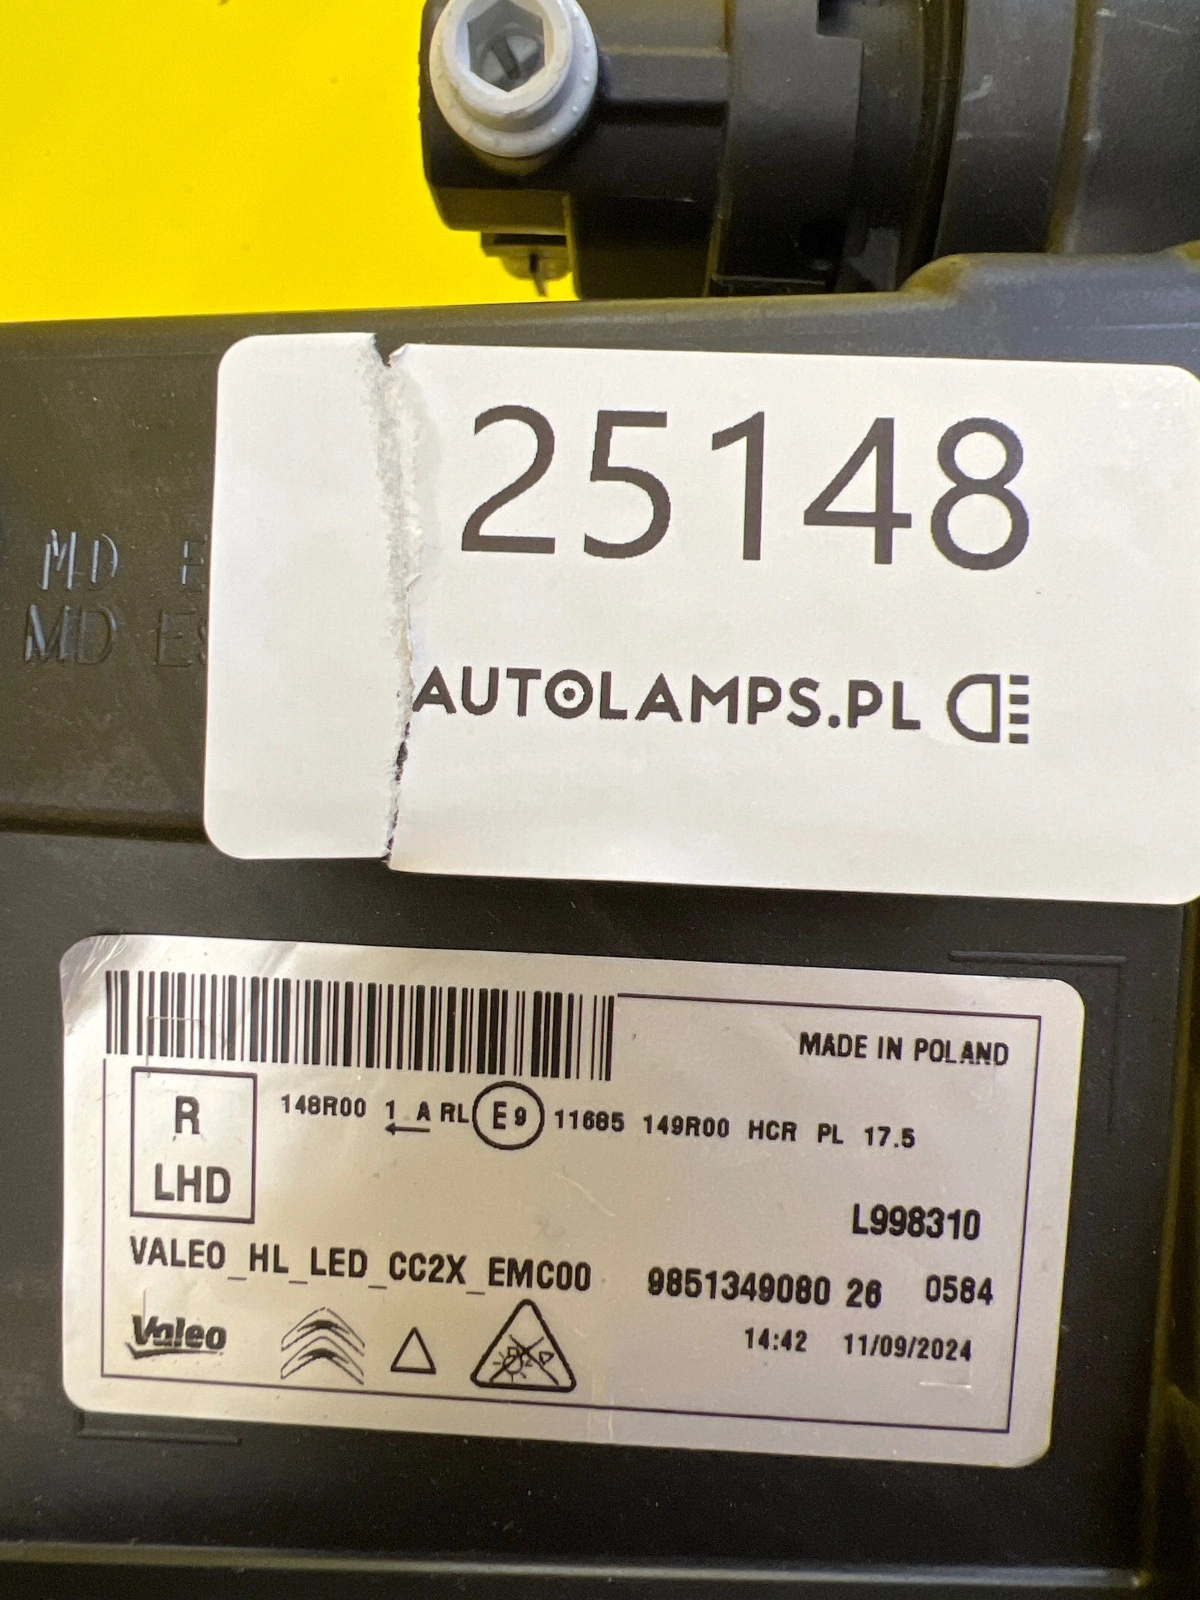 25148
MD E
MD ES
AUTOLAMPS.PL
MADE IN POLAND
R
LHD
148R00 1 A RL E9 11685 149R00 HCR PL 17.5
L998310
VALEO_HL_LED_CC2X_EMC00 9851349080 26 0584
Valeo 14:42 11/09/2024